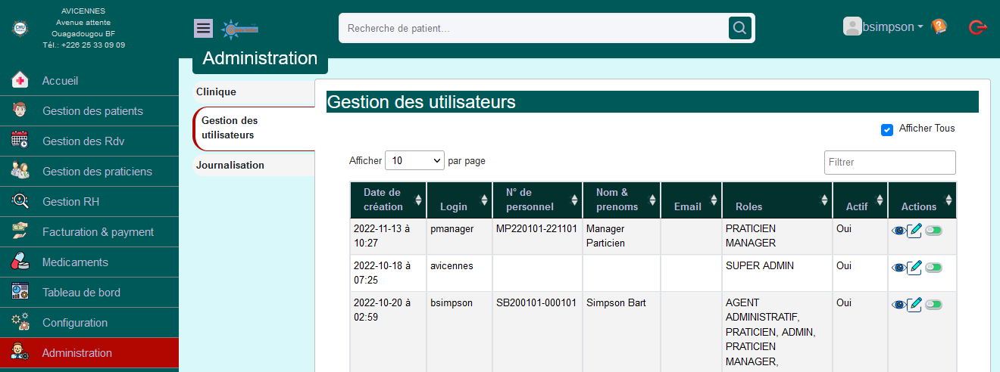 AVICENNES
Avenue attente
Ouagadougou BF
Tél.: +226 25 33 09 09
CHU
Recherche de patient...
bsimpson
Accueil
Gestion des patients
Gestion des Rdv
Gestion des praticiens
Gestion RH
Facturation & payment
Medicaments
Tableau de bord
Configuration
Administration
Administration
Clinique
Gestion des
utilisateurs
Journalisation
Gestion des utilisateurs
Afficher Tous
Afficher 10 par page
Filtrer
Date de création Login N° de personnel Nom & prenoms Email Roles Actif Actions
2022-11-13 à pmanager MP220101-221101 Manager PRATICIEN Oui
10:27 Particien MANAGER
2022-10-18 à avicennes SUPER ADMIN Oui
07:25
2022-10-20 à bsimpson SB200101-000101 Simpson Bart AGENT Oui
02:59 ADMINISTRATIF,
PRATICIEN, ADMIN,
PRATICIEN
MANAGER,